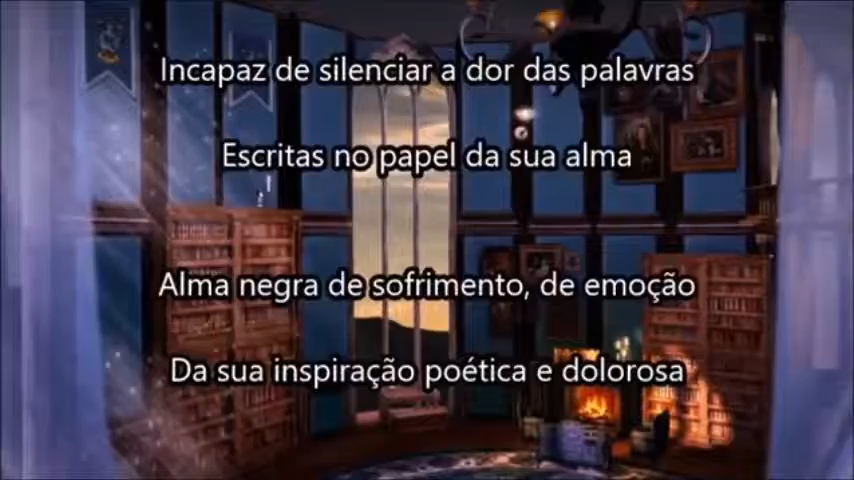 Incapaz de silenciar a dor das palavras
Escritas no papel da sua alma
Alma negra de sofrimento, de emoção
Da sua inspiração poética e dolorosa